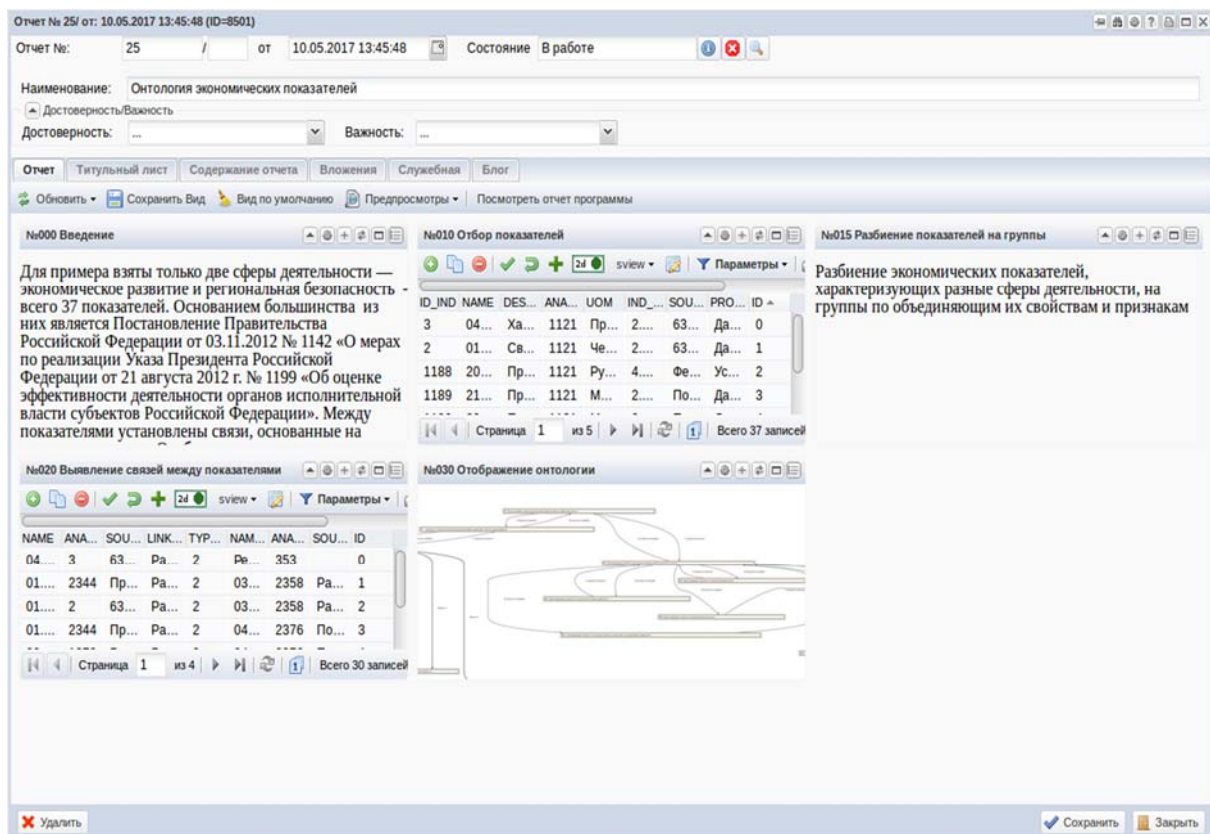 Отчет № 25/ от: 10.05.2017 13:45:48 (ID=8501)
Отчет №: 25 / от 10.05.2017 13:45:48 Состояние В работе
Наименование: Онтология экономических показателей
Достоверность/Важность
Достоверность: ... Важность: ...
Отчет Титульный лист Содержание отчета Вложения Служебная Блог
Обновить Сохранить Вид Вид по умолчанию Предпросмотры Посмотреть отчет программы
№000 Введение
Для примера взяты только две сферы деятельности —
экономическое развитие и региональная безопасность -
всего 37 показателей. Основанием большинства из
них является Постановление Правительства
Российской Федерации от 03.11.2012 № 1142 «О мерах
по реализации Указа Президента Российской
Федерации от 21 августа 2012 г. № 1199 «Об оценке
эффективности деятельности органов исполнительной
власти субъектов Российской Федерации». Между
показателями установлены связи, основанные на
№010 Отбор показателей
2d sview Параметры
ID_IND NAME DES... ANA... UOM IND_... SOU... PRO... ID
3 04... Ха... 1121 Пр... 2.... 63... Да... 0
2 01... Св... 1121 Че... 2.... 63... Да... 1
1188 20... Пр... 1121 Ру... 4.... Фе... Ус... 2
1189 21... Пр... 1121 М... 2.... По... Да... 3
Страница 1 из 5 1 Всего 37 записей
№015 Разбиение показателей на группы
Разбиение экономических показателей,
характеризующих разные сферы деятельности, на
группы по объединяющим их свойствам и признакам
№020 Выявление связей между показателями
2d sview Параметры
NAME ANA... SOU... LINK... TYP... NAM... ANA... SOU... ID
04.... 3 63... Ра... 2 Ре... 353 0
01.... 2344 Пр... Ра... 2 03... 2358 Ра... 1
01.... 2 63... Ра... 2 03... 2358 Ра... 2
01.... 2344 Пр... Ра... 2 04... 2376 По... 3
Страница 1 из 4 1 Всего 30 записей
№030 Отображение онтологии
Удалить Сохранить Закрыть